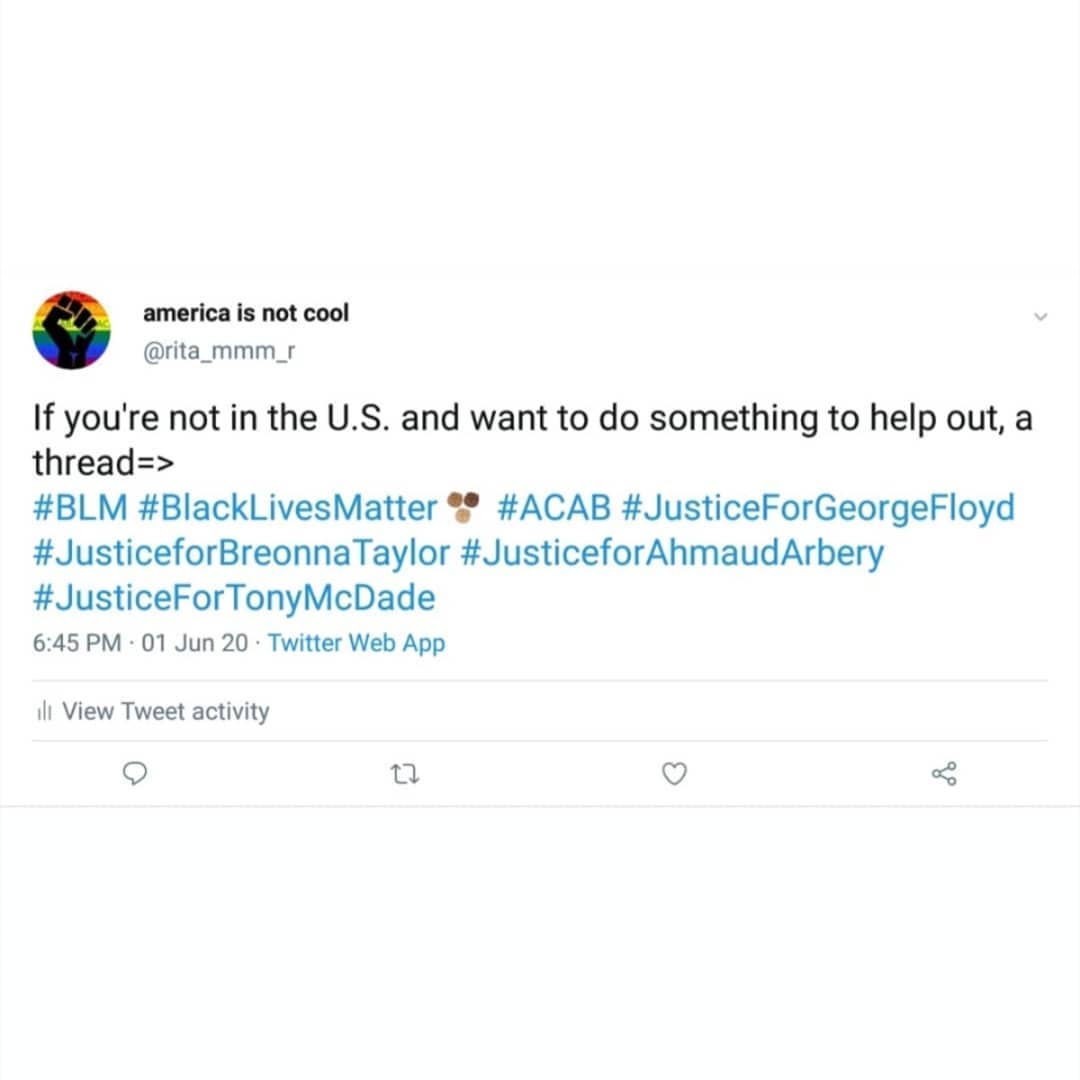 america is not cool
@rita_mmm_r
If you're not in the U.S. and want to do something to help out, a
thread=>
#BLM #BlackLivesMatter #ACAB #JusticeForGeorgeFloyd
#JusticeforBreonnaTaylor #JusticeforAhmaudArbery
#JusticeForTonyMcDade
6:45 PM · 01 Jun 20 · Twitter Web App
View Tweet activity